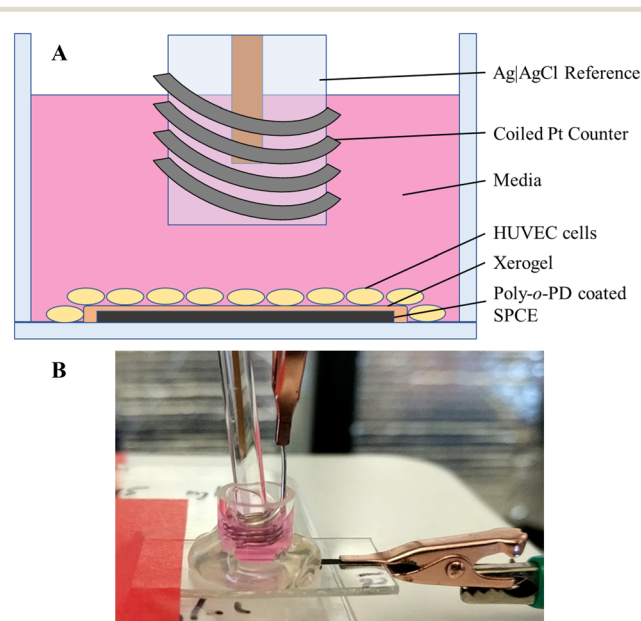 A
Ag|AgCl Reference
Coiled Pt Counter
Media
HUVEC cells
Xerogel
Poly-o-PD coated
SPCE
B